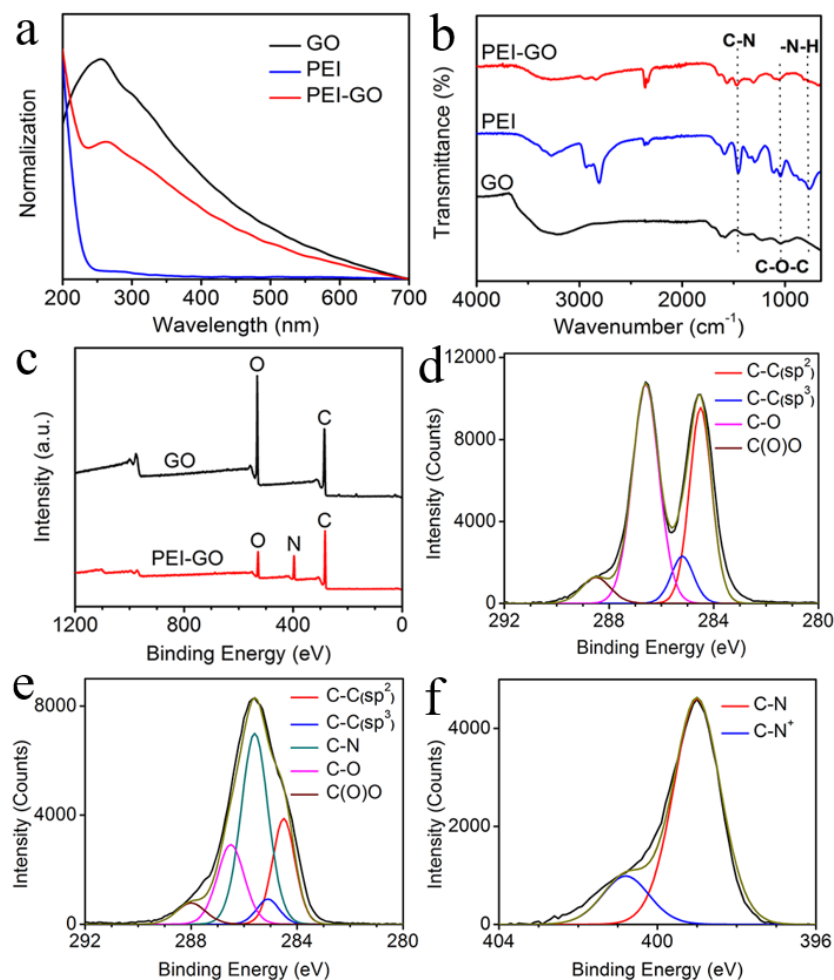 a
GO
PEI
PEI-GO
Normalization
200 300 400 500 600 700
Wavelength (nm)
b
PEI-GO
C-N
-N-H
PEI
GO
C-O-C
Transmittance (%)
4000 3000 2000 1000
Wavenumber (cm⁻¹)
c
O
C
GO
O
N
C
PEI-GO
Intensity (a.u.)
1200 800 400 0
Binding Energy (eV)
d
C-C(sp²)
C-C(sp³)
C-O
C(O)O
12000
8000
4000
0
Intensity (Counts)
292 288 284 280
Binding Energy (eV)
e
C-C(sp²)
C-C(sp³)
C-N
C-O
C(O)O
8000
4000
0
Intensity (Counts)
292 288 284 280
Binding Energy (eV)
f
C-N
C-N⁺
4000
2000
0
Intensity (Counts)
404 400 396
Binding Energy (eV)